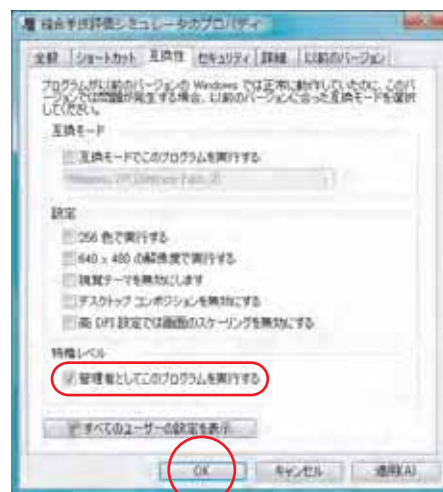 縫合手技評価シミュレータのプロパティ
全般 ショートカット 互換性 セキュリティ 詳細 以前のバージョン
プログラムが以前のバージョンの Windows では正常に動作していたのに、このバ
ージョンでは問題が発生する場合、以前のバージョンに合った互換モードを選択
してください。
互換モード
互換モードでこのプログラムを実行する
設定
256 色で実行する
640 x 480 の解像度で実行する
視覚テーマを無効にします
デスクトップ コンポジションを無効にする
高 DPI 設定では画面のスケーリングを無効にする
特権レベル
管理者としてこのプログラムを実行する
すべてのユーザーの設定を表示
OK キャンセル 適用(A)